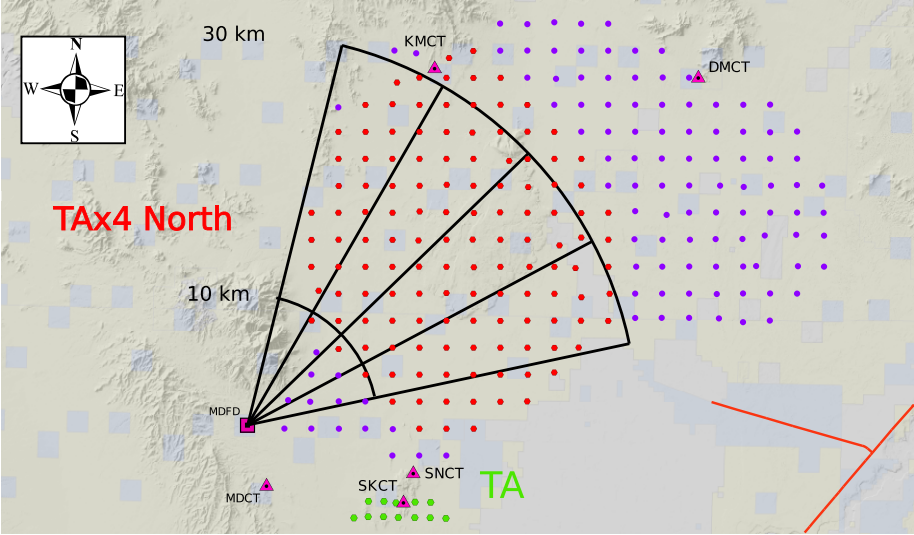 30 km
KMCT
DMCT
N
W E
S
TAx4 North
10 km
MDFD
SNCT
SKCT
MDCT
TA